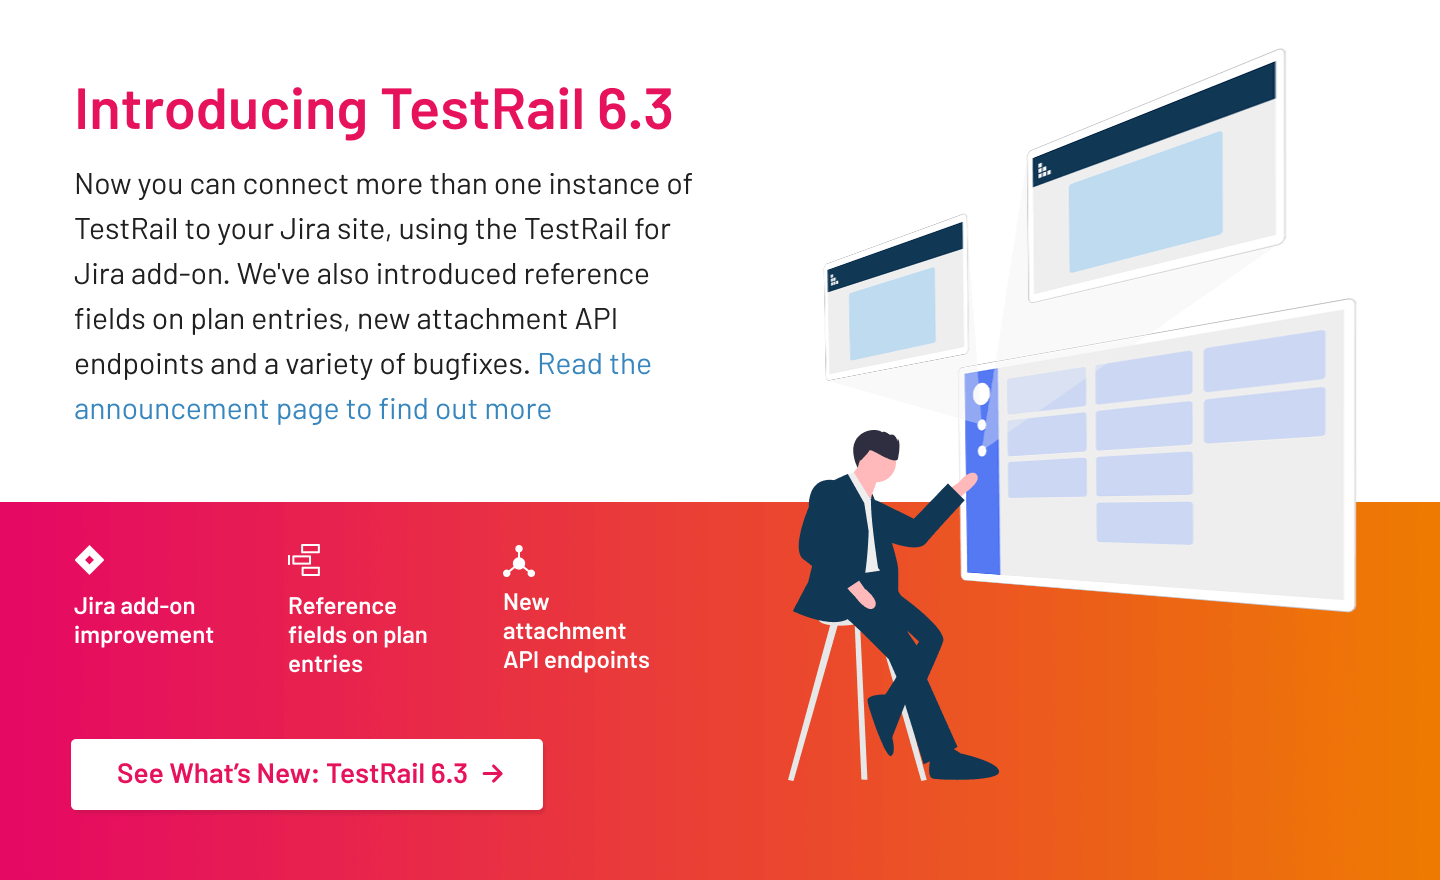 Introducing TestRail 6.3
Now you can connect more than one instance of
TestRail to your Jira site, using the TestRail for
Jira add-on. We've also introduced reference
fields on plan entries, new attachment API
endpoints and a variety of bugfixes. Read the
announcement page to find out more
Jira add-on
improvement
Reference
fields on plan
entries
New
attachment
API endpoints
See What’s New: TestRail 6.3 →